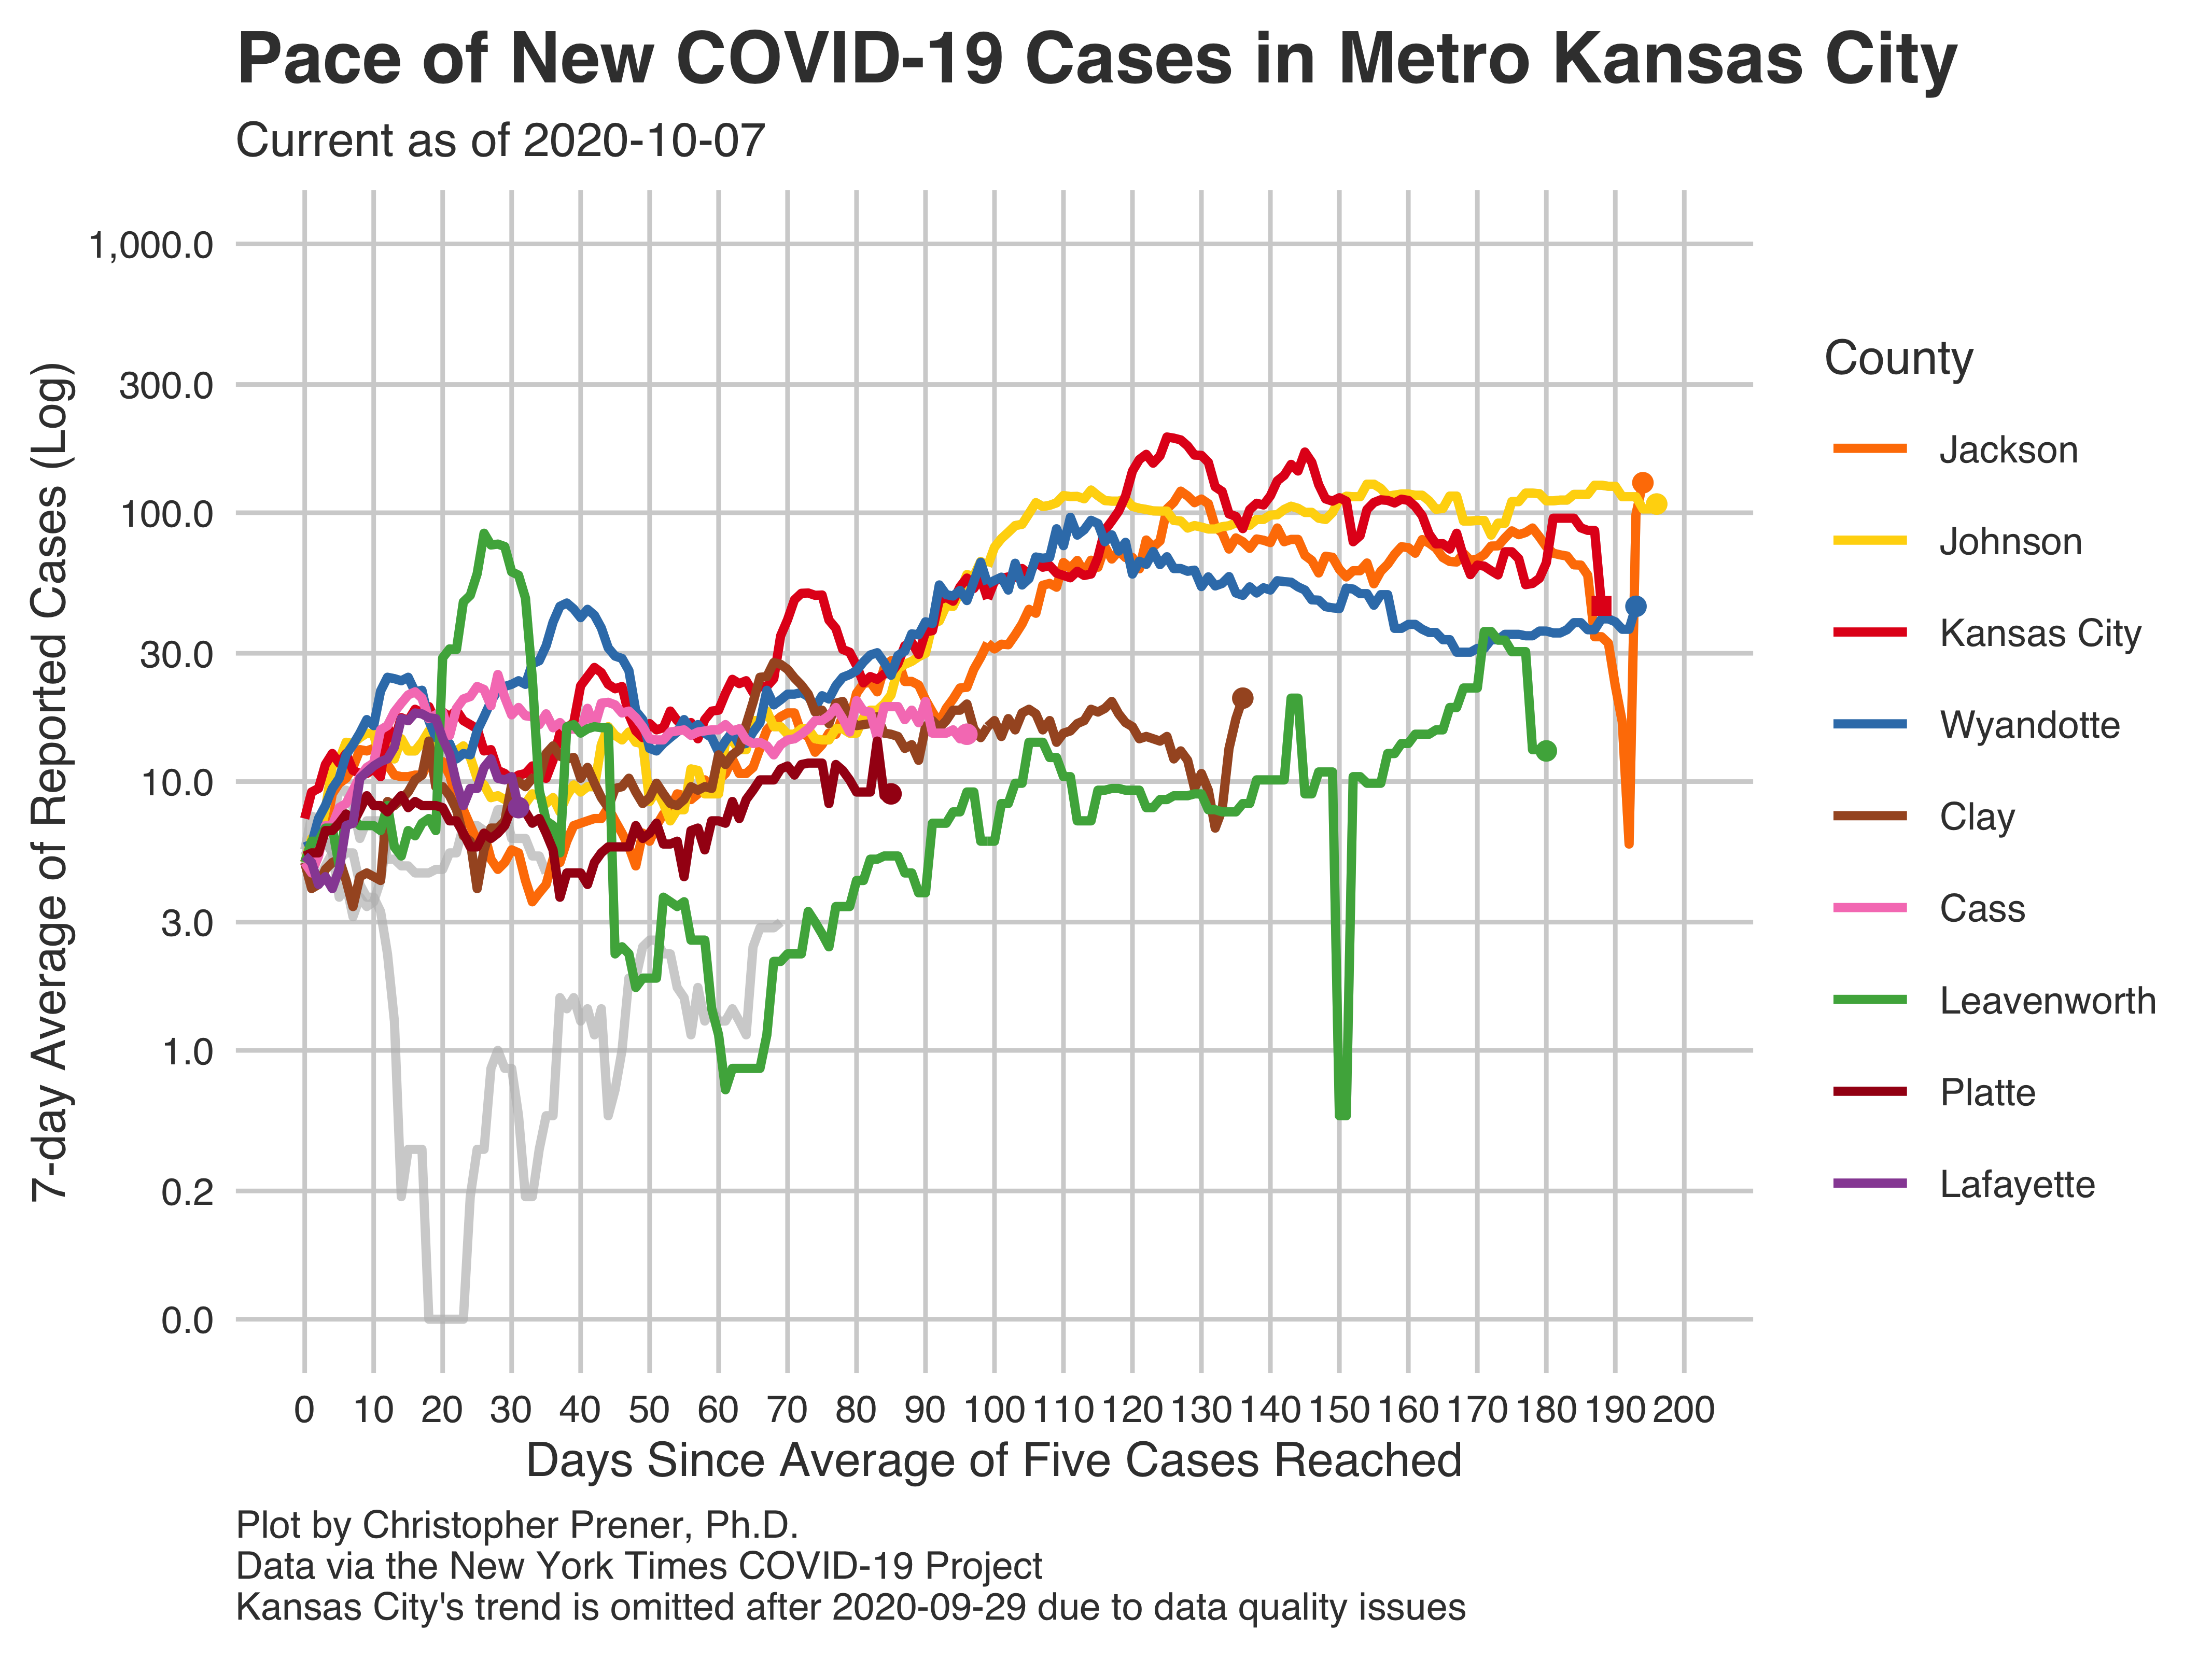 Pace of New COVID-19 Cases in Metro Kansas City
Current as of 2020-10-07
7-day Average of Reported Cases (Log)
1,000.0
300.0
100.0
30.0
10.0
3.0
1.0
0.2
0.0
0 10 20 30 40 50 60 70 80 90 100 110 120 130 140 150 160 170 180 190 200
Days Since Average of Five Cases Reached
County
Jackson
Johnson
Kansas City
Wyandotte
Clay
Cass
Leavenworth
Platte
Lafayette
Plot by Christopher Prener, Ph.D.
Data via the New York Times COVID-19 Project
Kansas City's trend is omitted after 2020-09-29 due to data quality issues